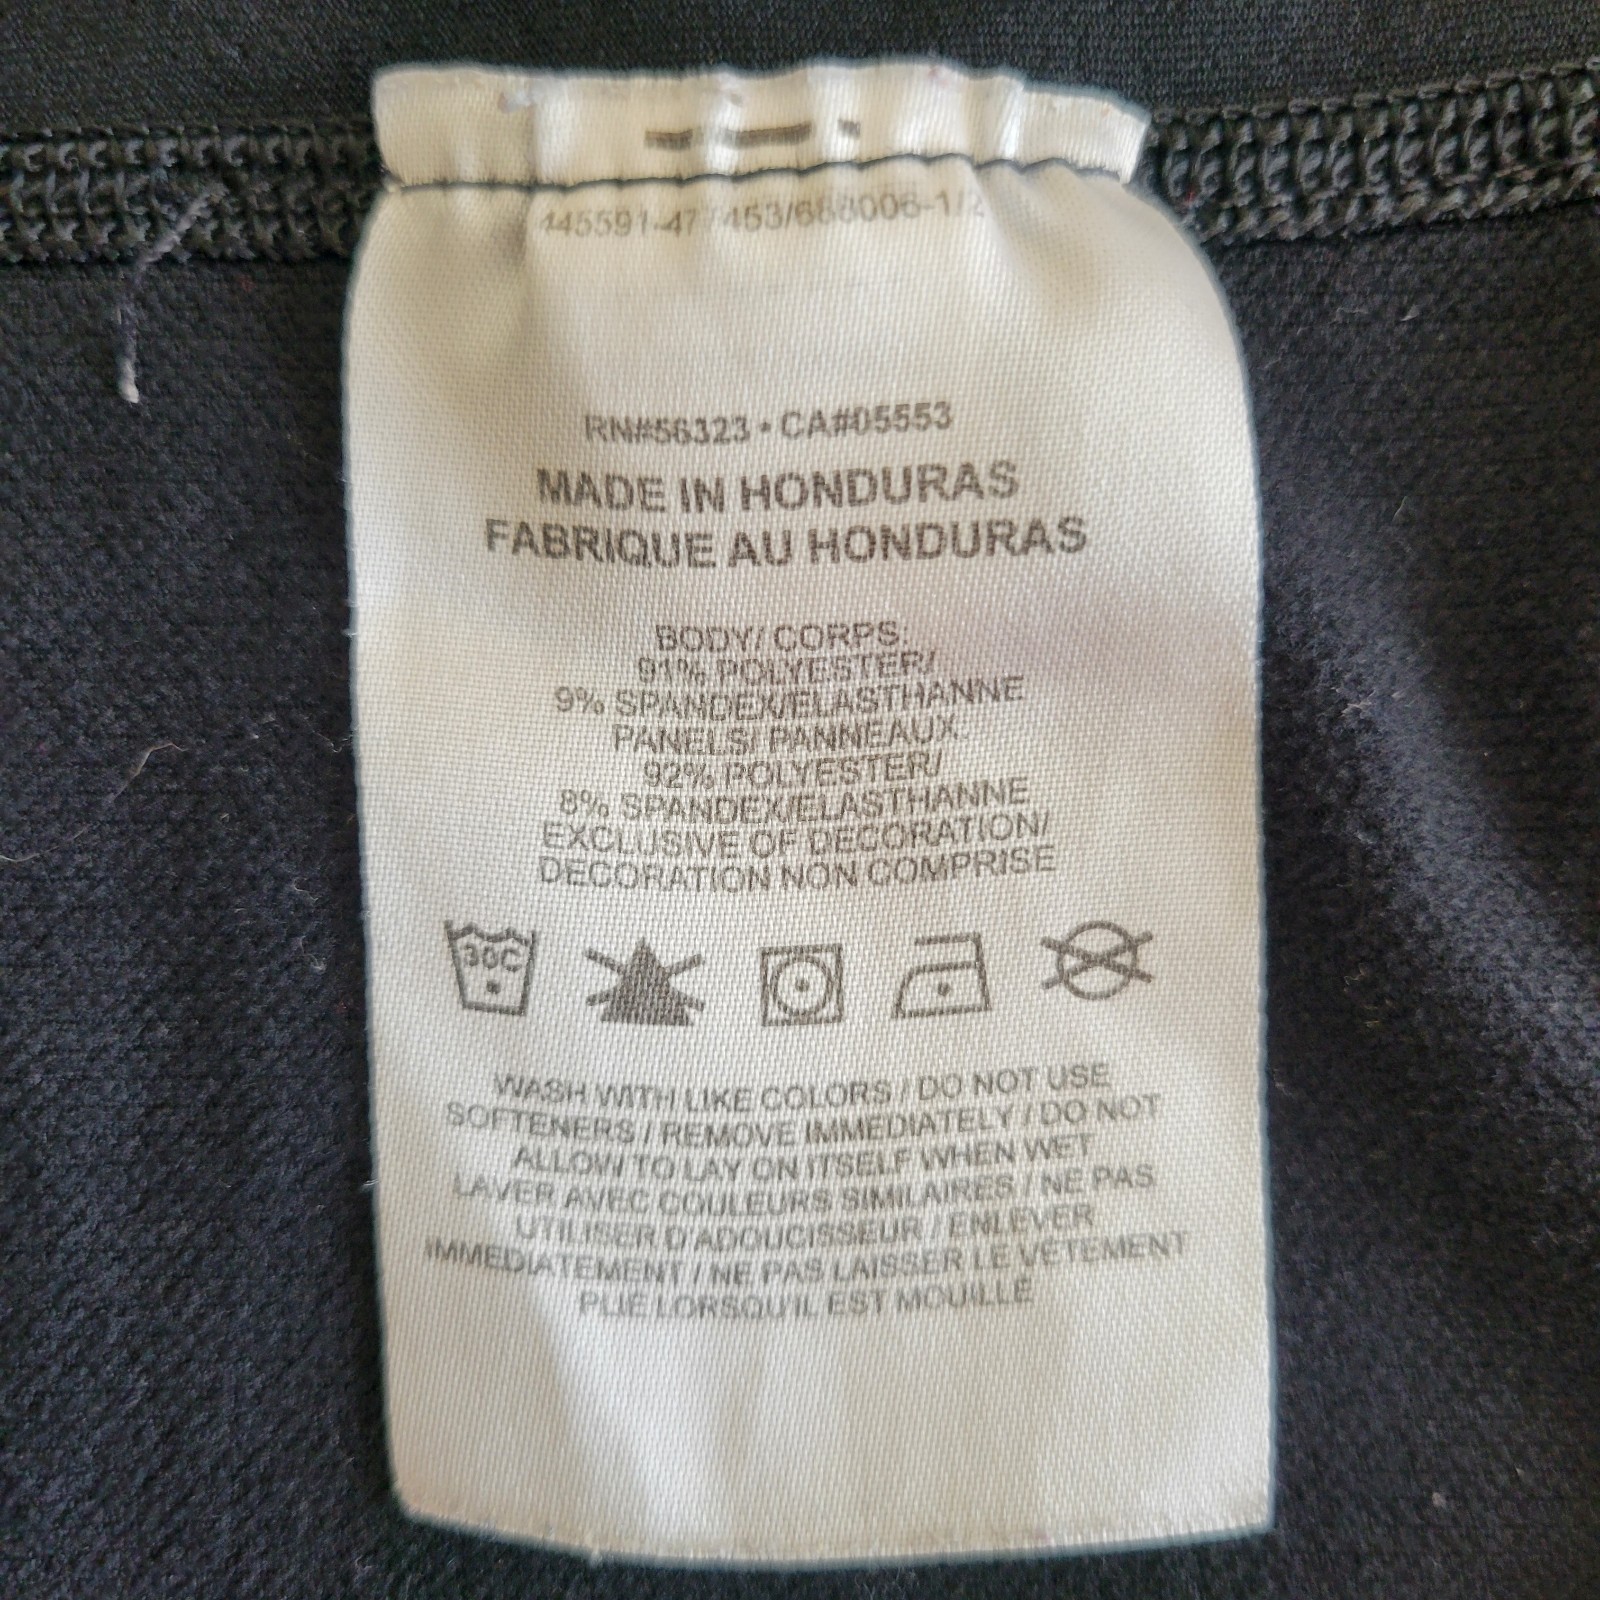 RN#56323 • CA#05553
MADE IN HONDURAS
FABRIQUE AU HONDURAS
BODY/ CORPS:
91% POLYESTER/
9% SPANDEX/ELASTHANNE
PANELS/ PANNEAUX:
92% POLYESTER/
8% SPANDEX/ELASTHANNE
EXCLUSIVE OF DECORATION/
DECORATION NON COMPRISE
30C
WASH WITH LIKE COLORS / DO NOT USE
SOFTENERS / REMOVE IMMEDIATELY / DO NOT
ALLOW TO LAY ON ITSELF WHEN WET
LAVER AVEC COULEURS SIMILAIRES / NE PAS
UTILISER D'ADOUCISSEUR / ENLEVER
IMMEDIATEMENT / NE PAS LAISSER LE VÉTEMENT
PLIÉ LORSQU'IL EST MOUILLÉ